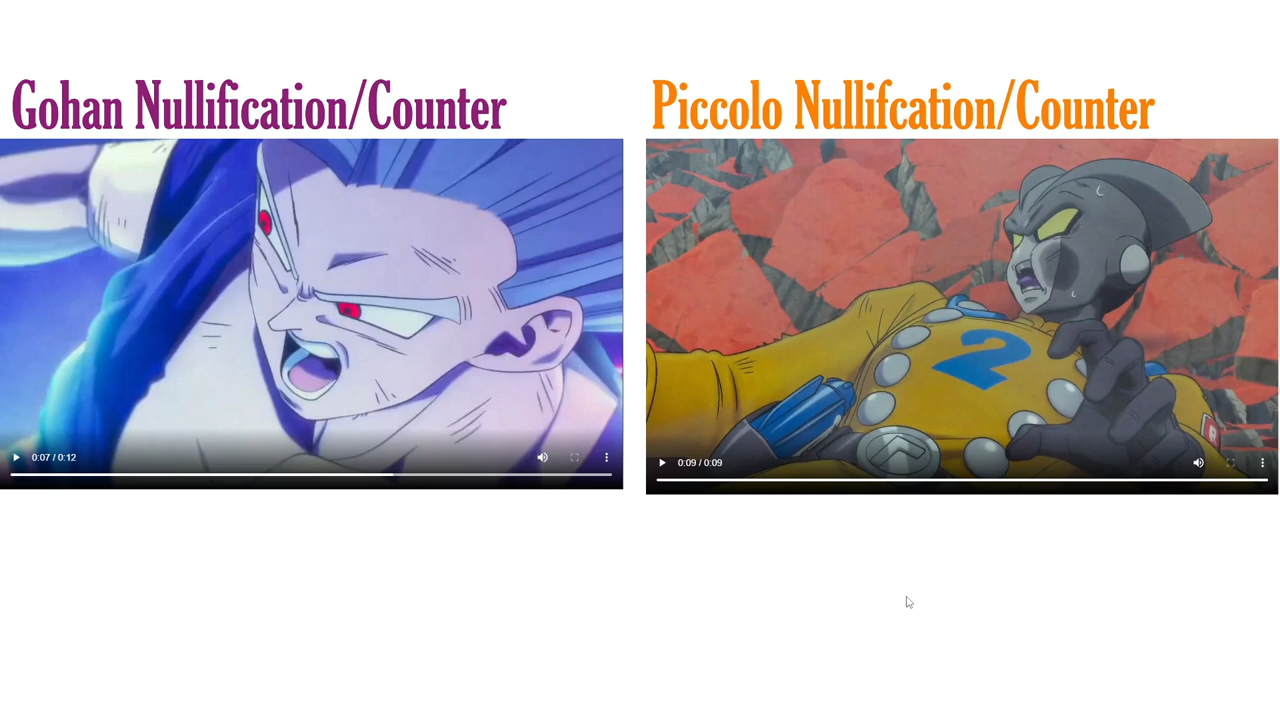 Gohan Nullification/Counter
Piccolo Nullifcation/Counter
2
R
0:07 / 0:12
0:09 / 0:09